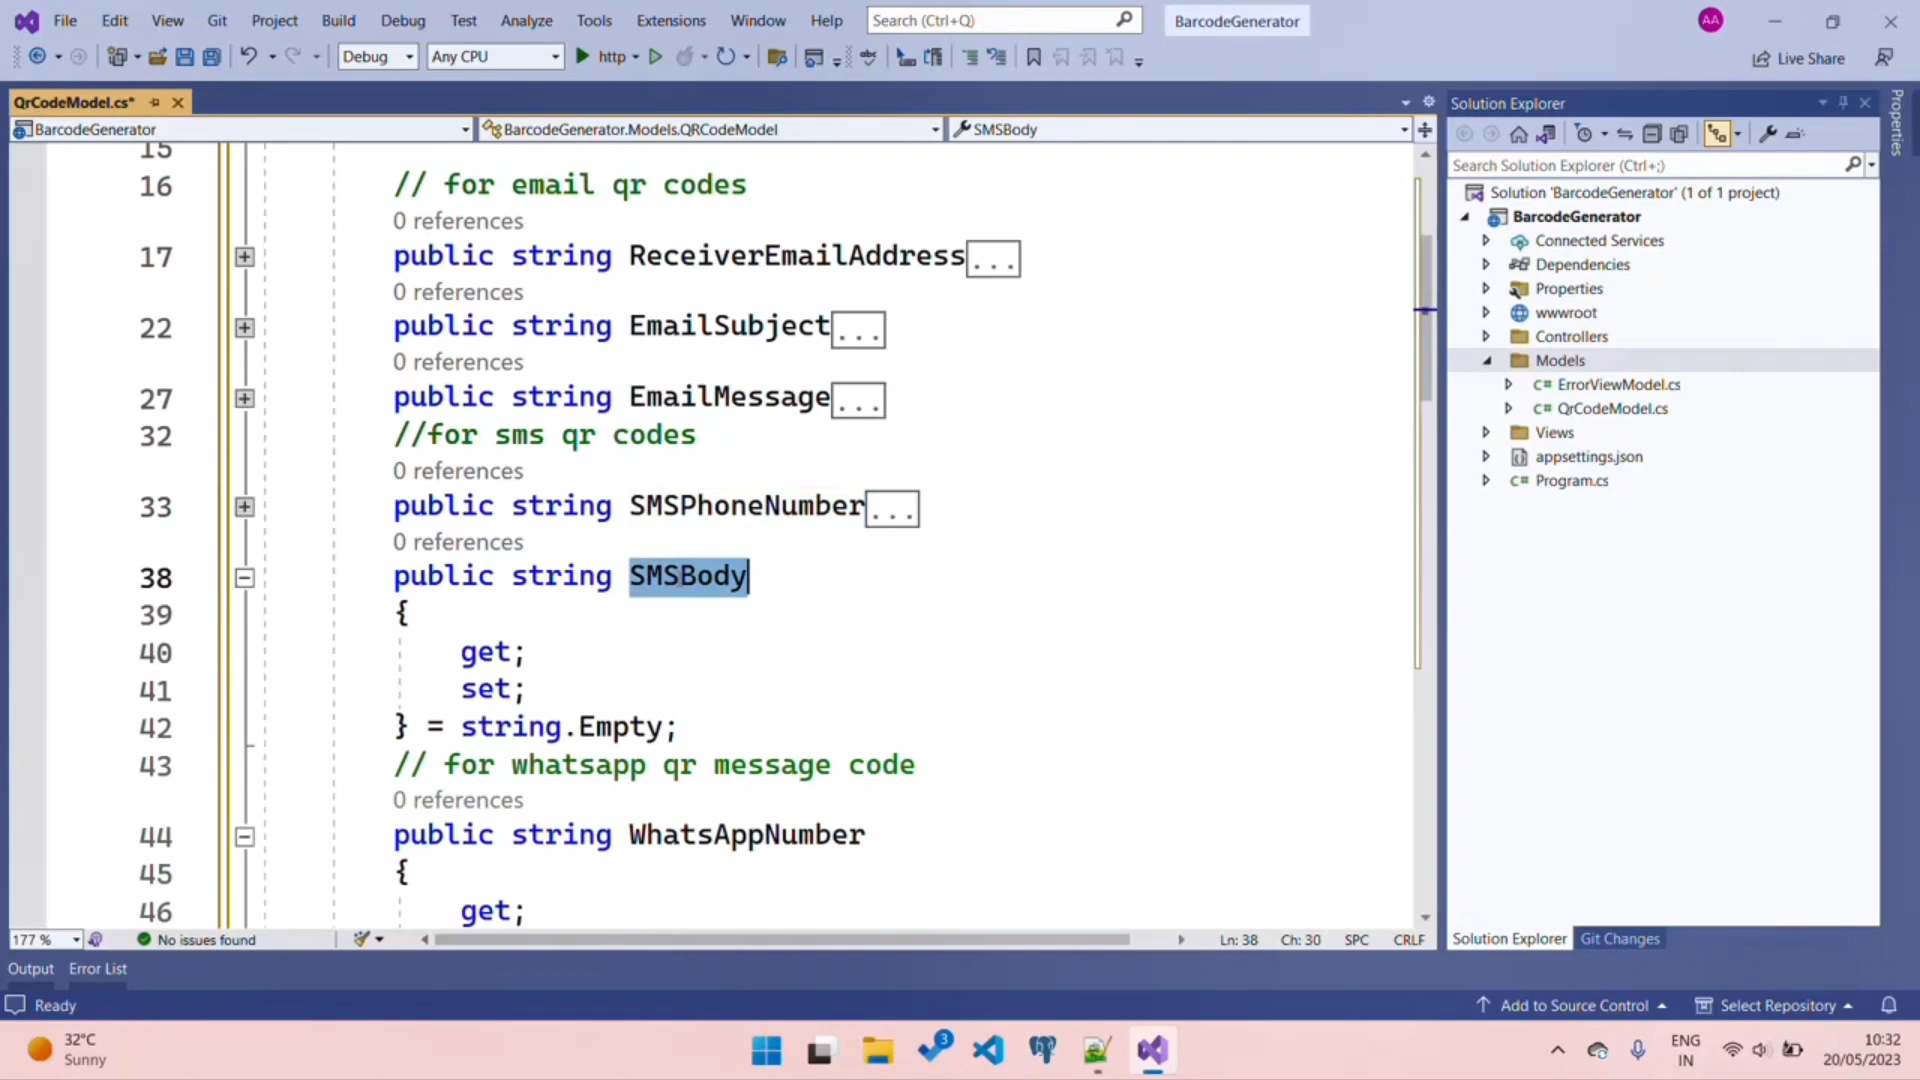 File Edit View Git Project Build Debug Test Analyze Tools Extensions Window Help Search (Ctrl+Q) BarcodeGenerator AA
Debug Any CPU http Live Share
QrCodeModel.cs*
BarcodeGenerator BarcodeGenerator.Models.QRCodeModel SMSBody
15
16 // for email qr codes
0 references
17 public string ReceiverEmailAddress...
0 references
22 public string EmailSubject...
0 references
27 public string EmailMessage...
32 //for sms qr codes
0 references
33 public string SMSPhoneNumber...
0 references
38 public string SMSBody
39 {
40 get;
41 set;
42 } = string.Empty;
43 // for whatsapp qr message code
0 references
44 public string WhatsAppNumber
45 {
46 get;
177 % No issues found Ln: 38 Ch: 30 SPC CRLF
Solution Explorer
Search Solution Explorer (Ctrl+;)
Solution 'BarcodeGenerator' (1 of 1 project)
BarcodeGenerator
Connected Services
Dependencies
Properties
wwwroot
Controllers
Models
C# ErrorViewModel.cs
C# QrCodeModel.cs
Views
appsettings.json
C# Program.cs
Solution Explorer Git Changes
Properties
Output Error List
Ready Add to Source Control Select Repository
32°C
Sunny
3
ENG
IN
10:32
20/05/2023